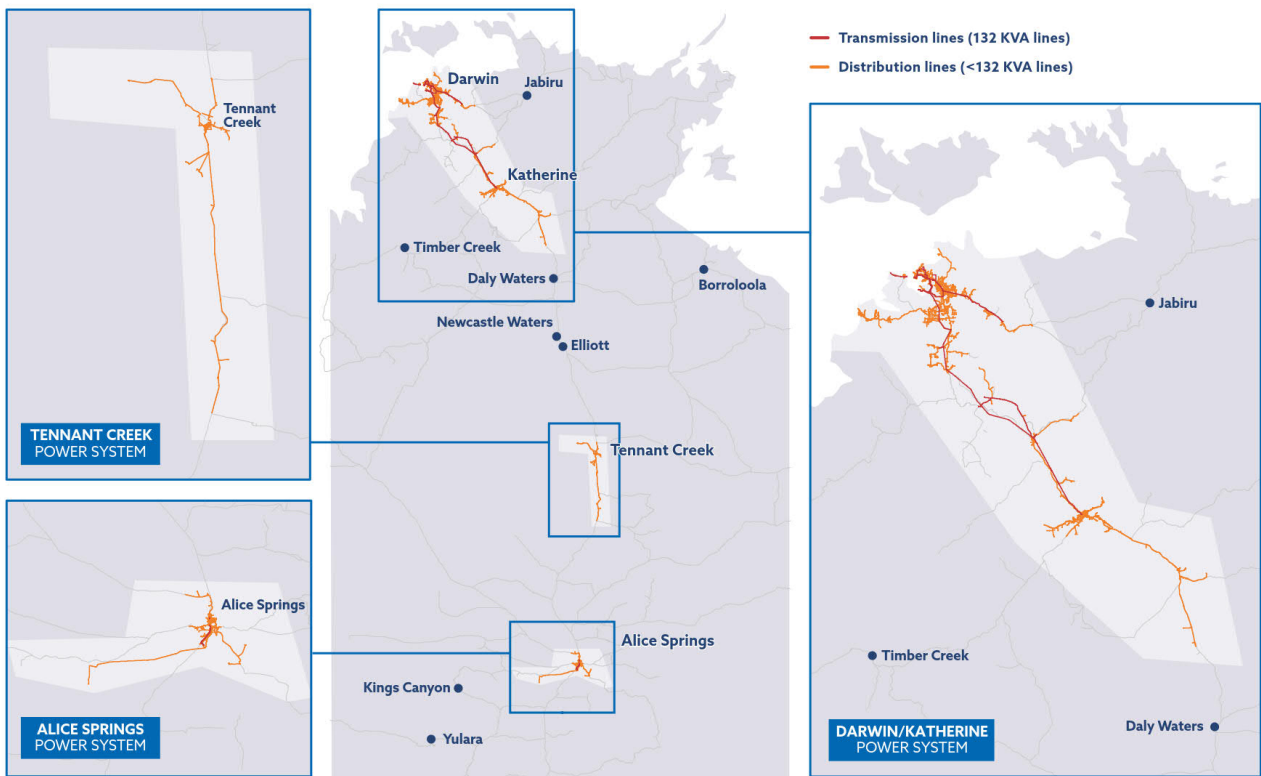 Tennant
Creek
TENNANT CREEK
POWER SYSTEM
Alice Springs
ALICE SPRINGS
POWER SYSTEM
Darwin
Jabiru
Katherine
Timber Creek
Daly Waters
Borroloola
Newcastle Waters
Elliott
Tennant Creek
Alice Springs
Kings Canyon
Yulara
Transmission lines (132 KVA lines)
Distribution lines (<132 KVA lines)
Jabiru
Timber Creek
Daly Waters
DARWIN/KATHERINE
POWER SYSTEM